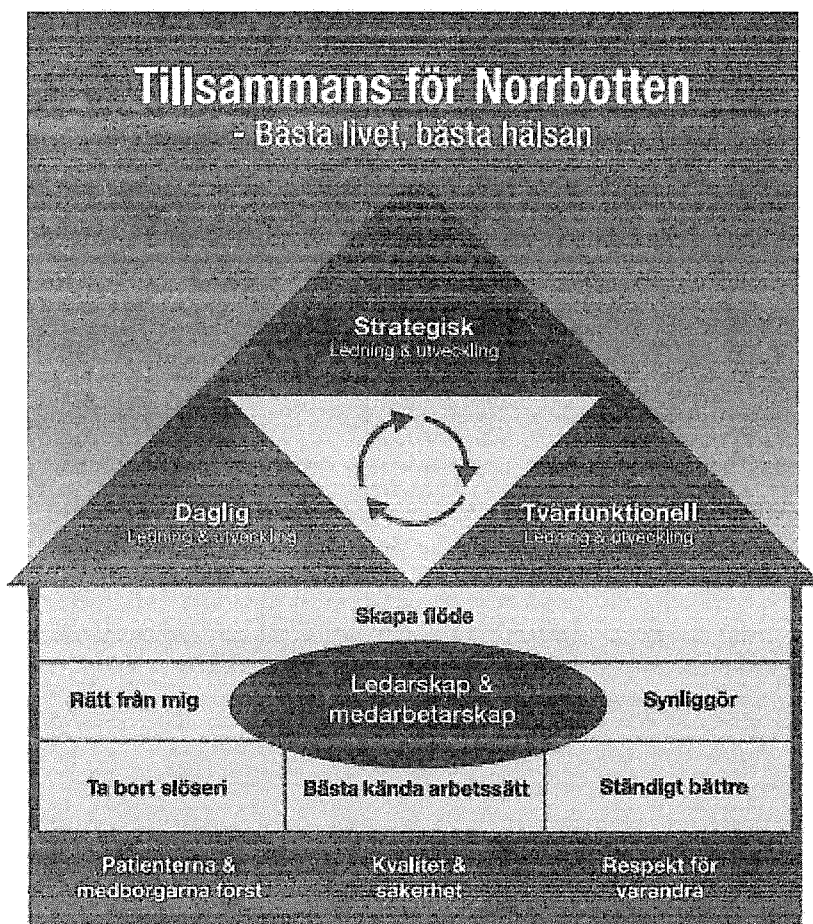 Tillsammans för Norrbotten
- Bästa livet, bästa hälsan
Strategisk
Ledning & utveckling
Daglig
Ledning & utveckling
Tvärfunktionell
Ledning & utveckling
Skapa flöde
Rätt från mig
Ledarskap &
medarbetarskap
Synliggör
Ta bort slöseri
Bästa kända arbetssätt
Ständigt bättre
Patienterna &
medborgarna först
Kvalitet &
säkerhet
Respekt för
varandra